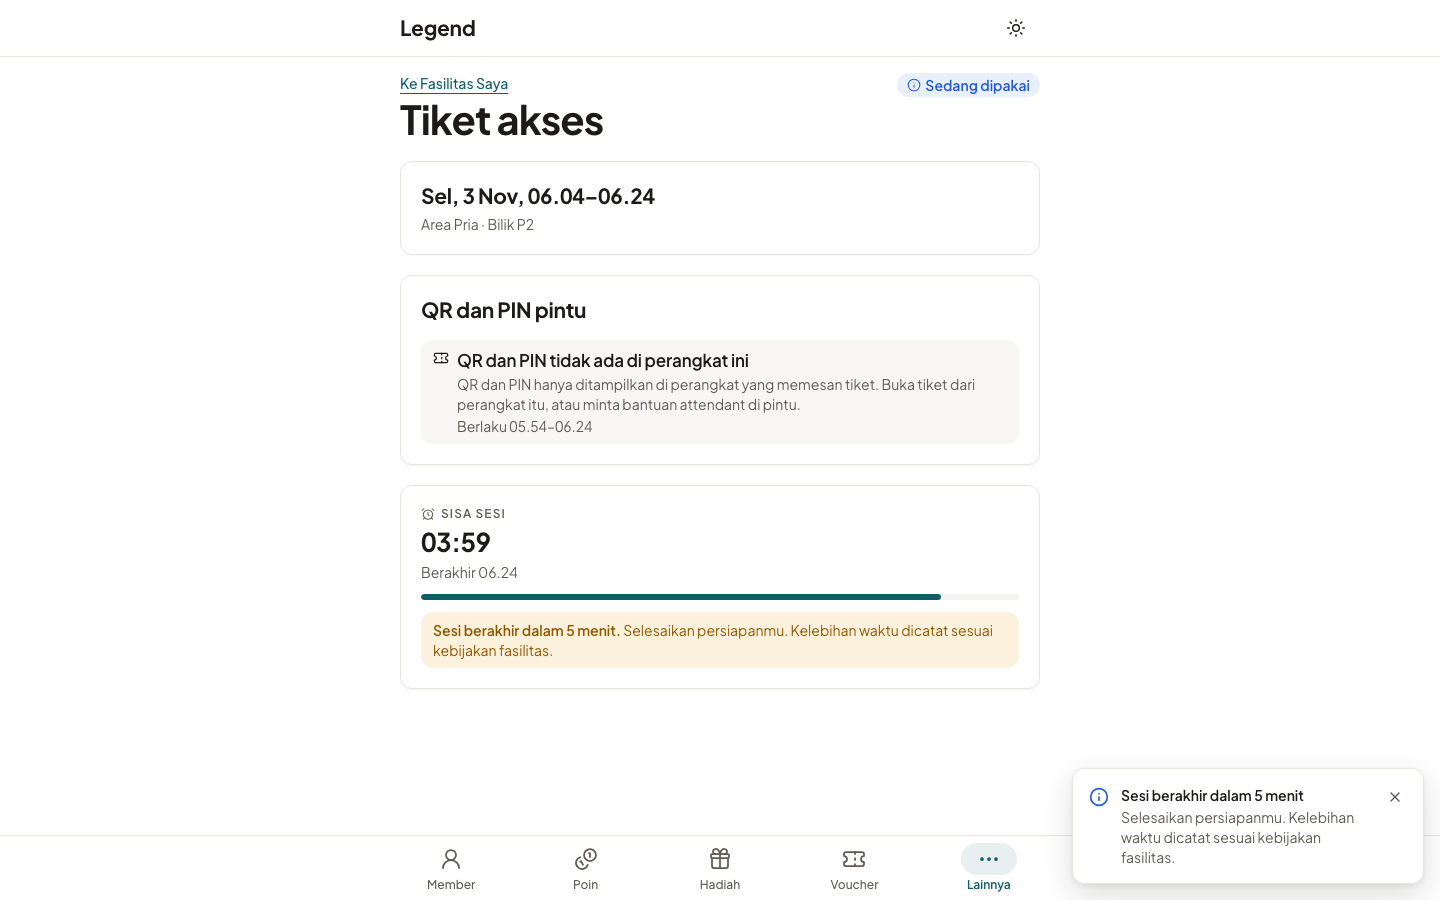 Legend
Ke Fasilitas Saya
Sedang dipakai
Tiket akses
Sel, 3 Nov, 06.04–06.24
Area Pria · Bilik P2
QR dan PIN pintu
QR dan PIN tidak ada di perangkat ini
QR dan PIN hanya ditampilkan di perangkat yang memesan tiket. Buka tiket dari
perangkat itu, atau minta bantuan attendant di pintu.
Berlaku 05.54–06.24
SISA SESI
03:59
Berakhir 06.24
Sesi berakhir dalam 5 menit. Selesaikan persiapanmu. Kelebihan waktu dicatat sesuai
kebijakan fasilitas.
Sesi berakhir dalam 5 menit
Selesaikan persiapanmu. Kelebihan
waktu dicatat sesuai kebijakan
fasilitas.
Member
Poin
Hadiah
Voucher
Lainnya